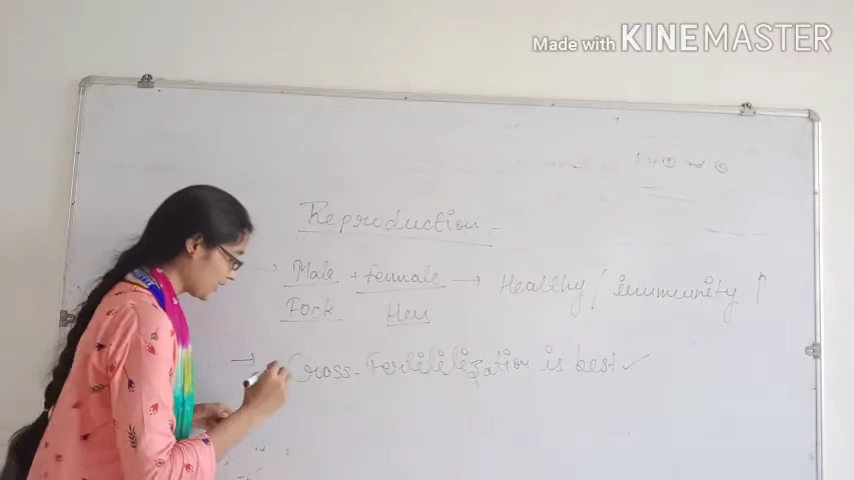 Made with KINEMASTER
Reproduction -
Male + Female → Healthy, immunity ↑
Cock Hen
→ Cross-Fertilization is best ✓